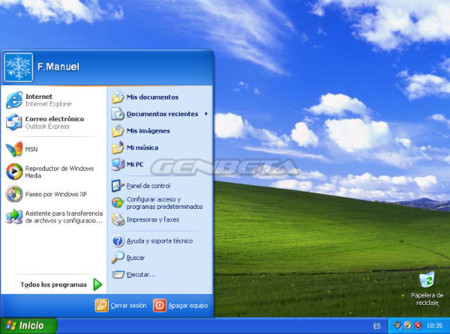 F.Manuel
Internet
Internet Explorer
Correo electrónico
Outlook Express
MSN
Reproductor de Windows
Media
Paseo por Windows XP
Asistente para transferencia
de archivos y configuracio...
Todos los programas
Mis documentos
Documentos recientes
Mis imágenes
Mi música
Mi PC
Panel de control
Configurar acceso y
programas predeterminados
Impresoras y faxes
Ayuda y soporte técnico
Buscar
Ejecutar...
Cerrar sesión
Apagar equipo
GENBETA
Papelera de
reciclaje
Inicio
ES
18:35